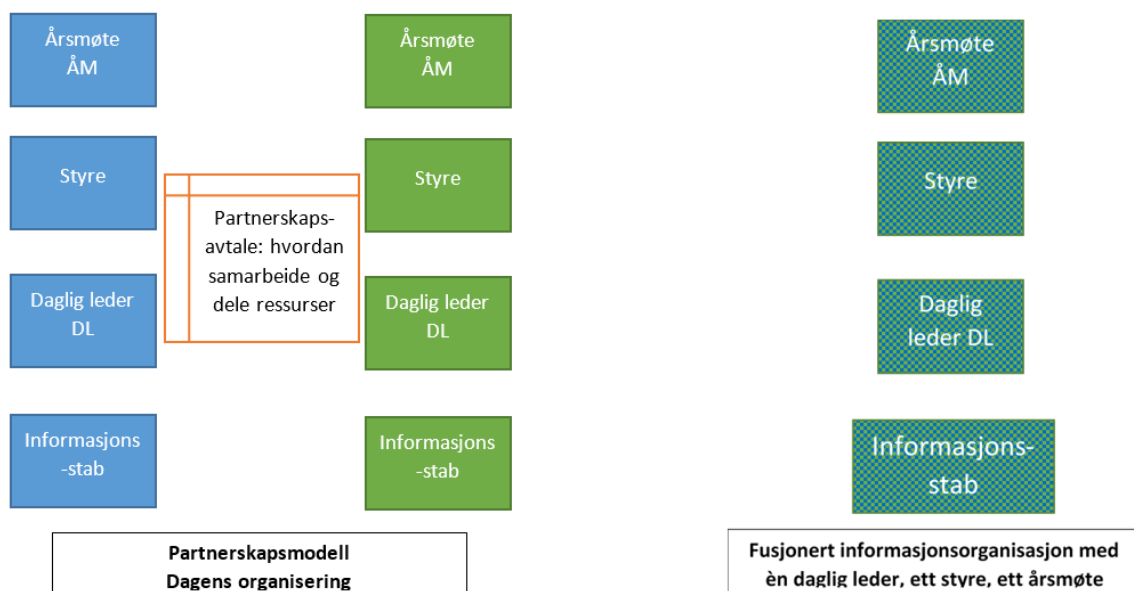 Årsmøte
ÅM
Styre
Daglig leder
DL
Informasjons
-stab
Partnerskaps-
avtale: hvordan
samarbeide og
dele ressurser
Årsmøte
ÅM
Styre
Daglig leder
DL
Informasjons
-stab
Partnerskapsmodell
Dagens organisering
Årsmøte
ÅM
Styre
Daglig
leder DL
Informasjons-
stab
Fusjonert informasjonsorganisasjon med
èn daglig leder, ett styre, ett årsmøte